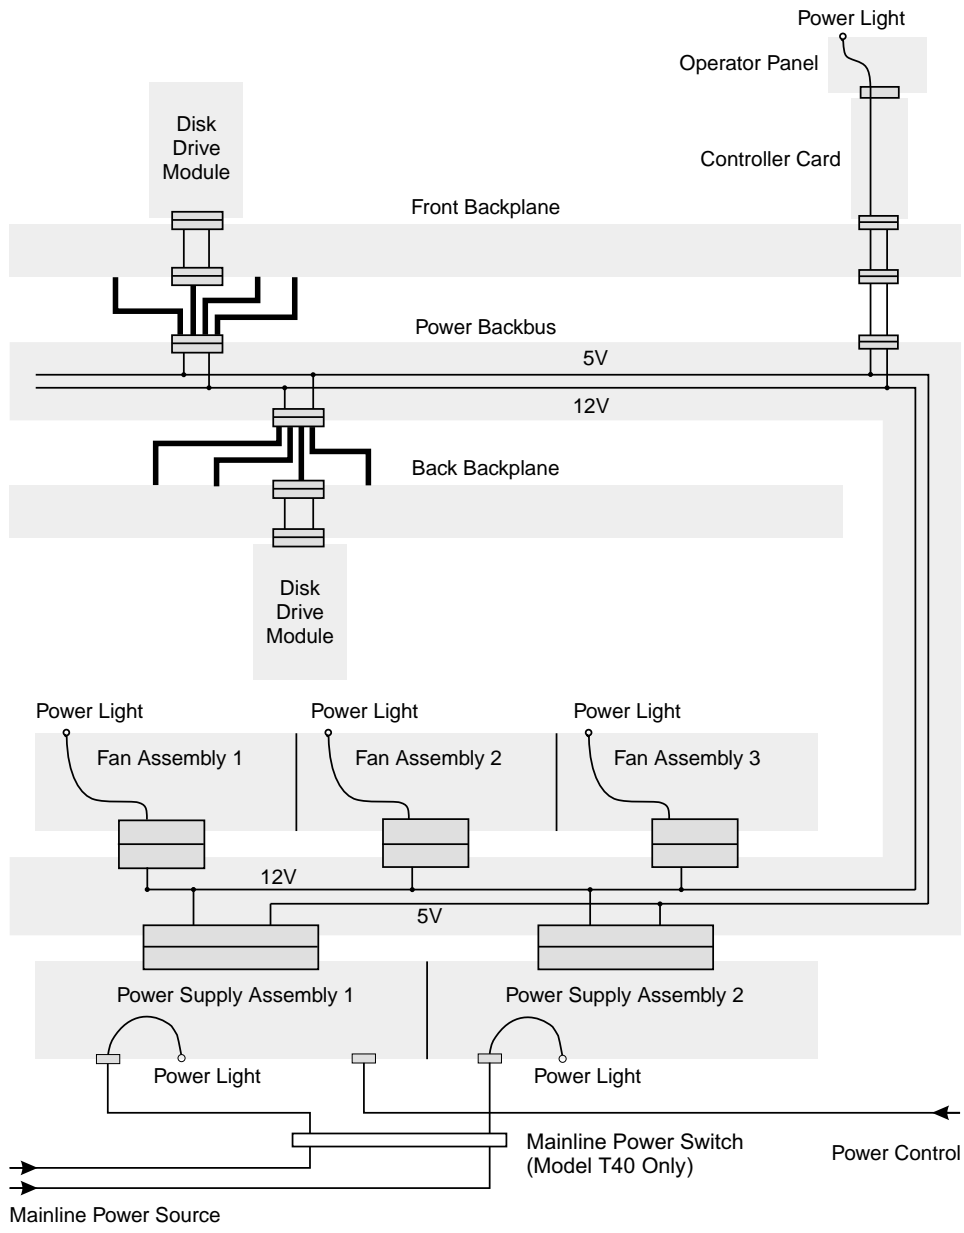 Power Light
Operator Panel
Disk
Drive
Module
Controller Card
Front Backplane
Power Backbus
5V
12V
Back Backplane
Disk
Drive
Module
Power Light
Power Light
Power Light
Fan Assembly 1
Fan Assembly 2
Fan Assembly 3
12V
5V
Power Supply Assembly 1
Power Supply Assembly 2
Power Light
Power Light
Mainline Power Switch
(Model T40 Only)
Power Control
Mainline Power Source